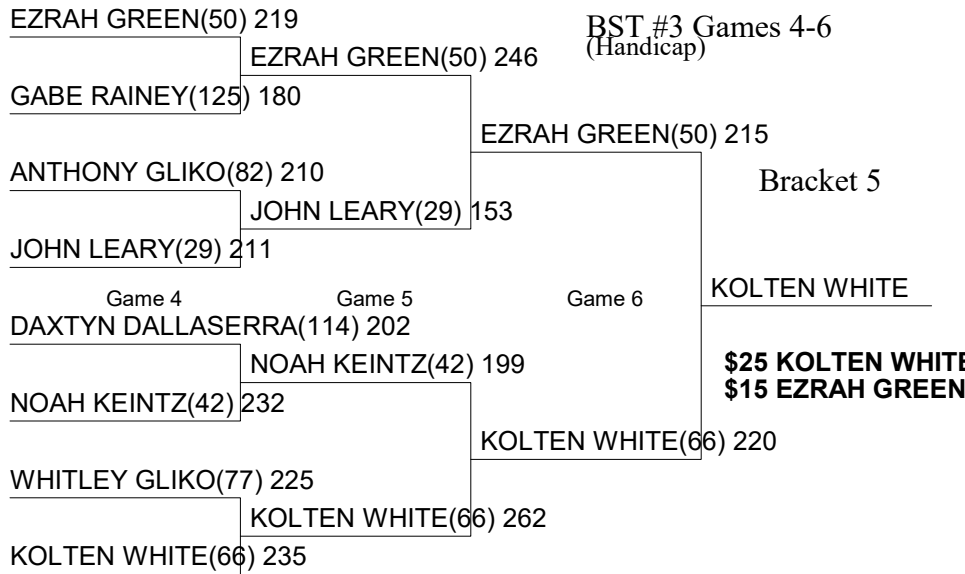 EZRAH GREEN(50) 219
BST #3 Games 4-6
(Handicap)
EZRAH GREEN(50) 246
GABE RAINEY(125) 180
EZRAH GREEN(50) 215
ANTHONY GLIKO(82) 210
Bracket 5
JOHN LEARY(29) 153
JOHN LEARY(29) 211
Game 4 Game 5 Game 6
KOLTEN WHITE
DAXTYN DALLASERRA(114) 202
NOAH KEINTZ(42) 199
$25 KOLTEN WHITE
$15 EZRAH GREEN
NOAH KEINTZ(42) 232
KOLTEN WHITE(66) 220
WHITLEY GLIKO(77) 225
KOLTEN WHITE(66) 262
KOLTEN WHITE(66) 235